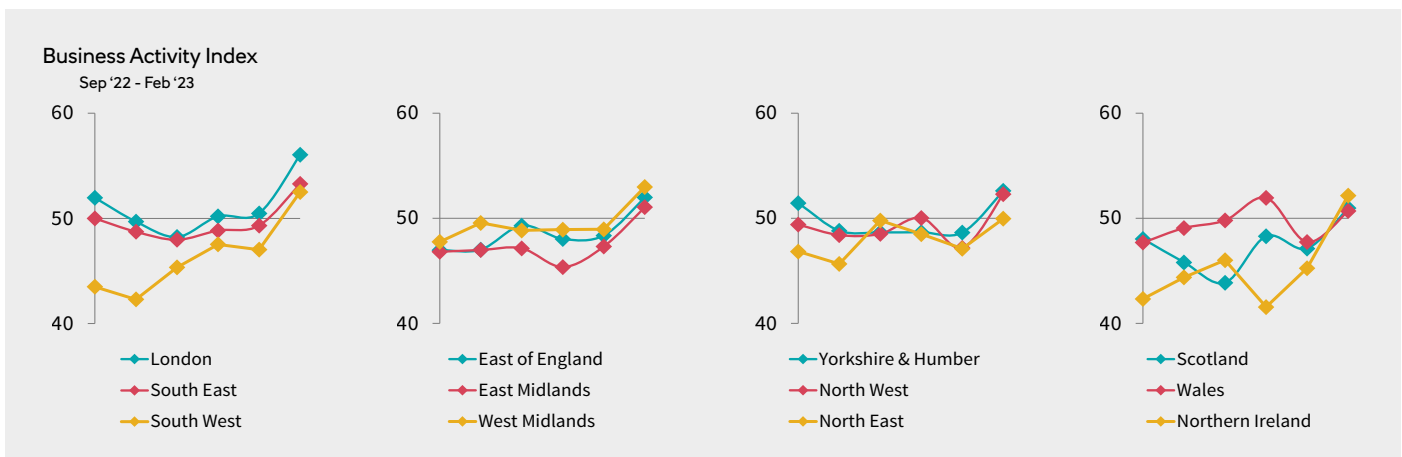 Business Activity Index
Sep ‘22 - Feb ‘23
60
50
40
London
South East
South West
60
50
40
East of England
East Midlands
West Midlands
60
50
40
Yorkshire & Humber
North West
North East
60
50
40
Scotland
Wales
Northern Ireland